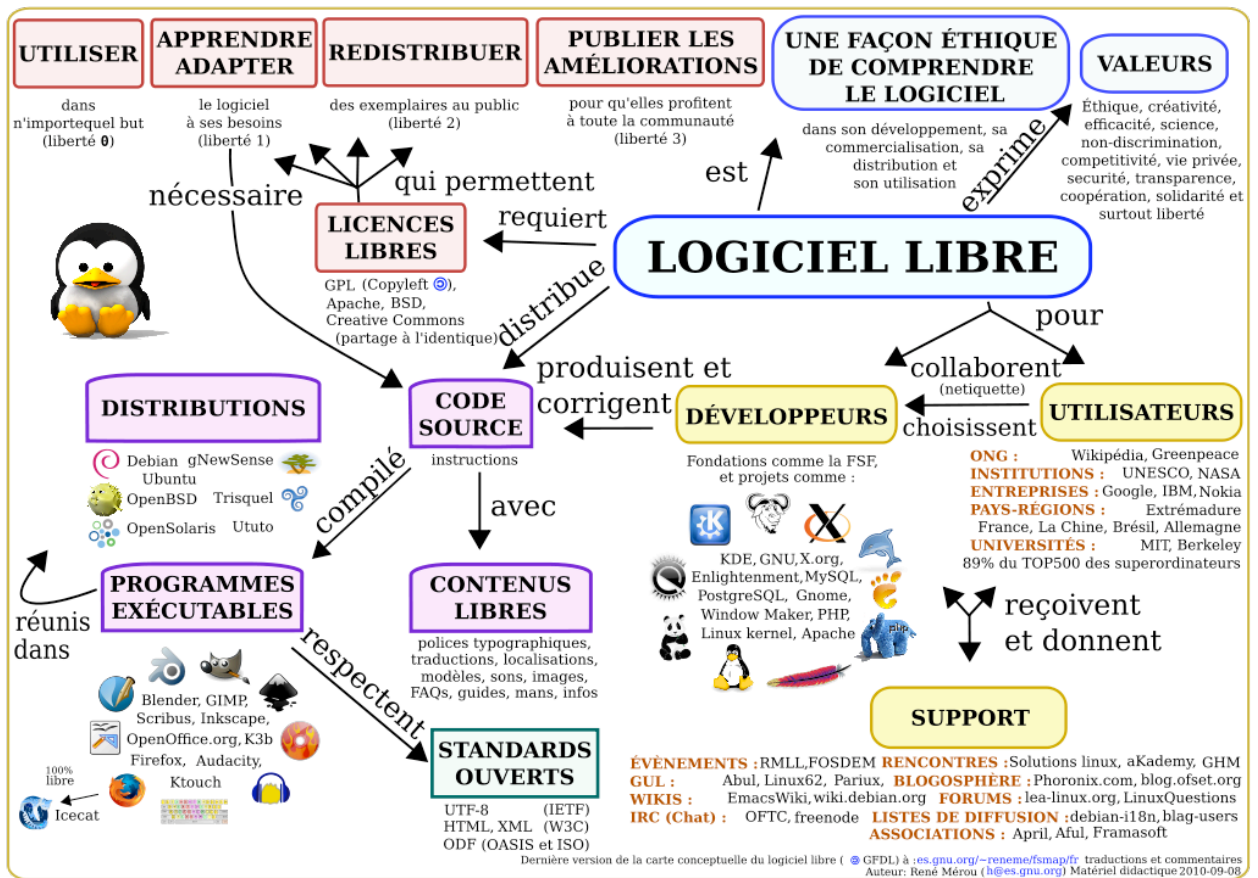 UTILISER
dans
n'importequel but
(liberté 0)
APPRENDRE
ADAPTER
le logiciel
à ses besoins
(liberté 1)
REDISTRIBUER
des exemplaires au public
(liberté 2)
PUBLIER LES
AMÉLIORATIONS
pour qu'elles profitent
à toute la communauté
(liberté 3)
UNE FAÇON ÉTHIQUE
DE COMPRENDRE
LE LOGICIEL
dans son développement, sa
commercialisation, sa
distribution et
son utilisation
VALEURS
Éthique, créativité,
efficacité, science,
non-discrimination,
competitivité, vie privée,
securité, transparence,
coopération, solidarité et
surtout liberté
nécessaire
qui permettent
est
exprime
LICENCES
LIBRES
GPL (Copyleft),
Apache, BSD,
Creative Commons
(partage à l'identique)
requiert
LOGICIEL LIBRE
distribue
pour
produisent et
corrigent
collaborent
(netiquette)
choisissent
DISTRIBUTIONS
Debian gNewSense
Ubuntu
OpenBSD Trisquel
OpenSolaris Ututo
CODE
SOURCE
instructions
DÉVELOPPEURS
Fondations comme la FSF,
et projets comme :
KDE, GNU, X.org,
Enlightenment, MySQL,
PostgreSQL, Gnome,
Window Maker, PHP,
Linux kernel, Apache
php
UTILISATEURS
ONG : Wikipédia, Greenpeace
INSTITUTIONS : UNESCO, NASA
ENTREPRISES : Google, IBM, Nokia
PAYS-RÉGIONS : Extrémadure
France, La Chine, Brésil, Allemagne
UNIVERSITÉS : MIT, Berkeley
89% du TOP500 des superordinateurs
compilé
avec
réunis
dans
PROGRAMMES
EXÉCUTABLES
Blender, GIMP,
Scribus, Inkscape,
OpenOffice.org, K3b
Firefox, Audacity,
Ktouch
100%
libre
Icecat
respectent
CONTENUS
LIBRES
polices typographiques,
traductions, localisations,
modèles, sons, images,
FAQs, guides, mans, infos
STANDARDS
OUVERTS
UTF-8 (IETF)
HTML, XML (W3C)
ODF (OASIS et ISO)
reçoivent
et donnent
SUPPORT
ÉVÈNEMENTS : RMLL, FOSDEM RENCONTRES : Solutions linux, aKademy, GHM
GUL : Abul, Linux62, Pariux, BLOGOSPHÈRE : Phoronix.com, blog.ofset.org
WIKIS : EmacsWiki, wiki.debian.org FORUMS : lea-linux.org, LinuxQuestions
IRC (Chat) : OFTC, freenode LISTES DE DIFFUSION : debian-i18n, blag-users
ASSOCIATIONS : April, Aful, Framasoft
Dernière version de la carte conceptuelle du logiciel libre ( GFDL) à :es.gnu.org/~reneme/fsmap/fr traductions et commentaires
Auteur: René Mérou (h@es.gnu.org) Matériel didactique 2010-09-08